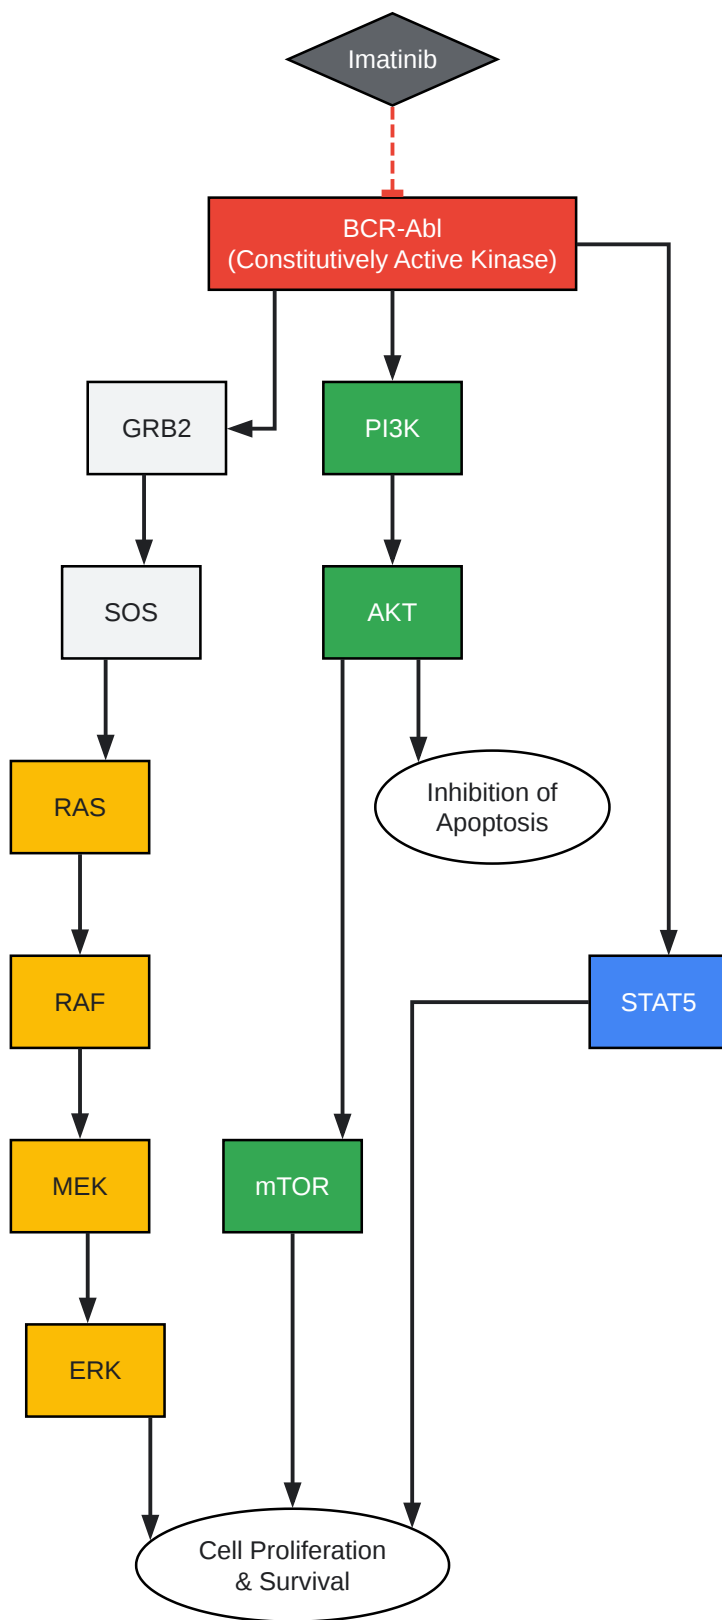 Imatinib
BCR-Abl
(Constitutively Active Kinase)
GRB2
PI3K
SOS
AKT
RAS
Inhibition of
Apoptosis
RAF
STAT5
MEK
mTOR
ERK
Cell Proliferation
& Survival